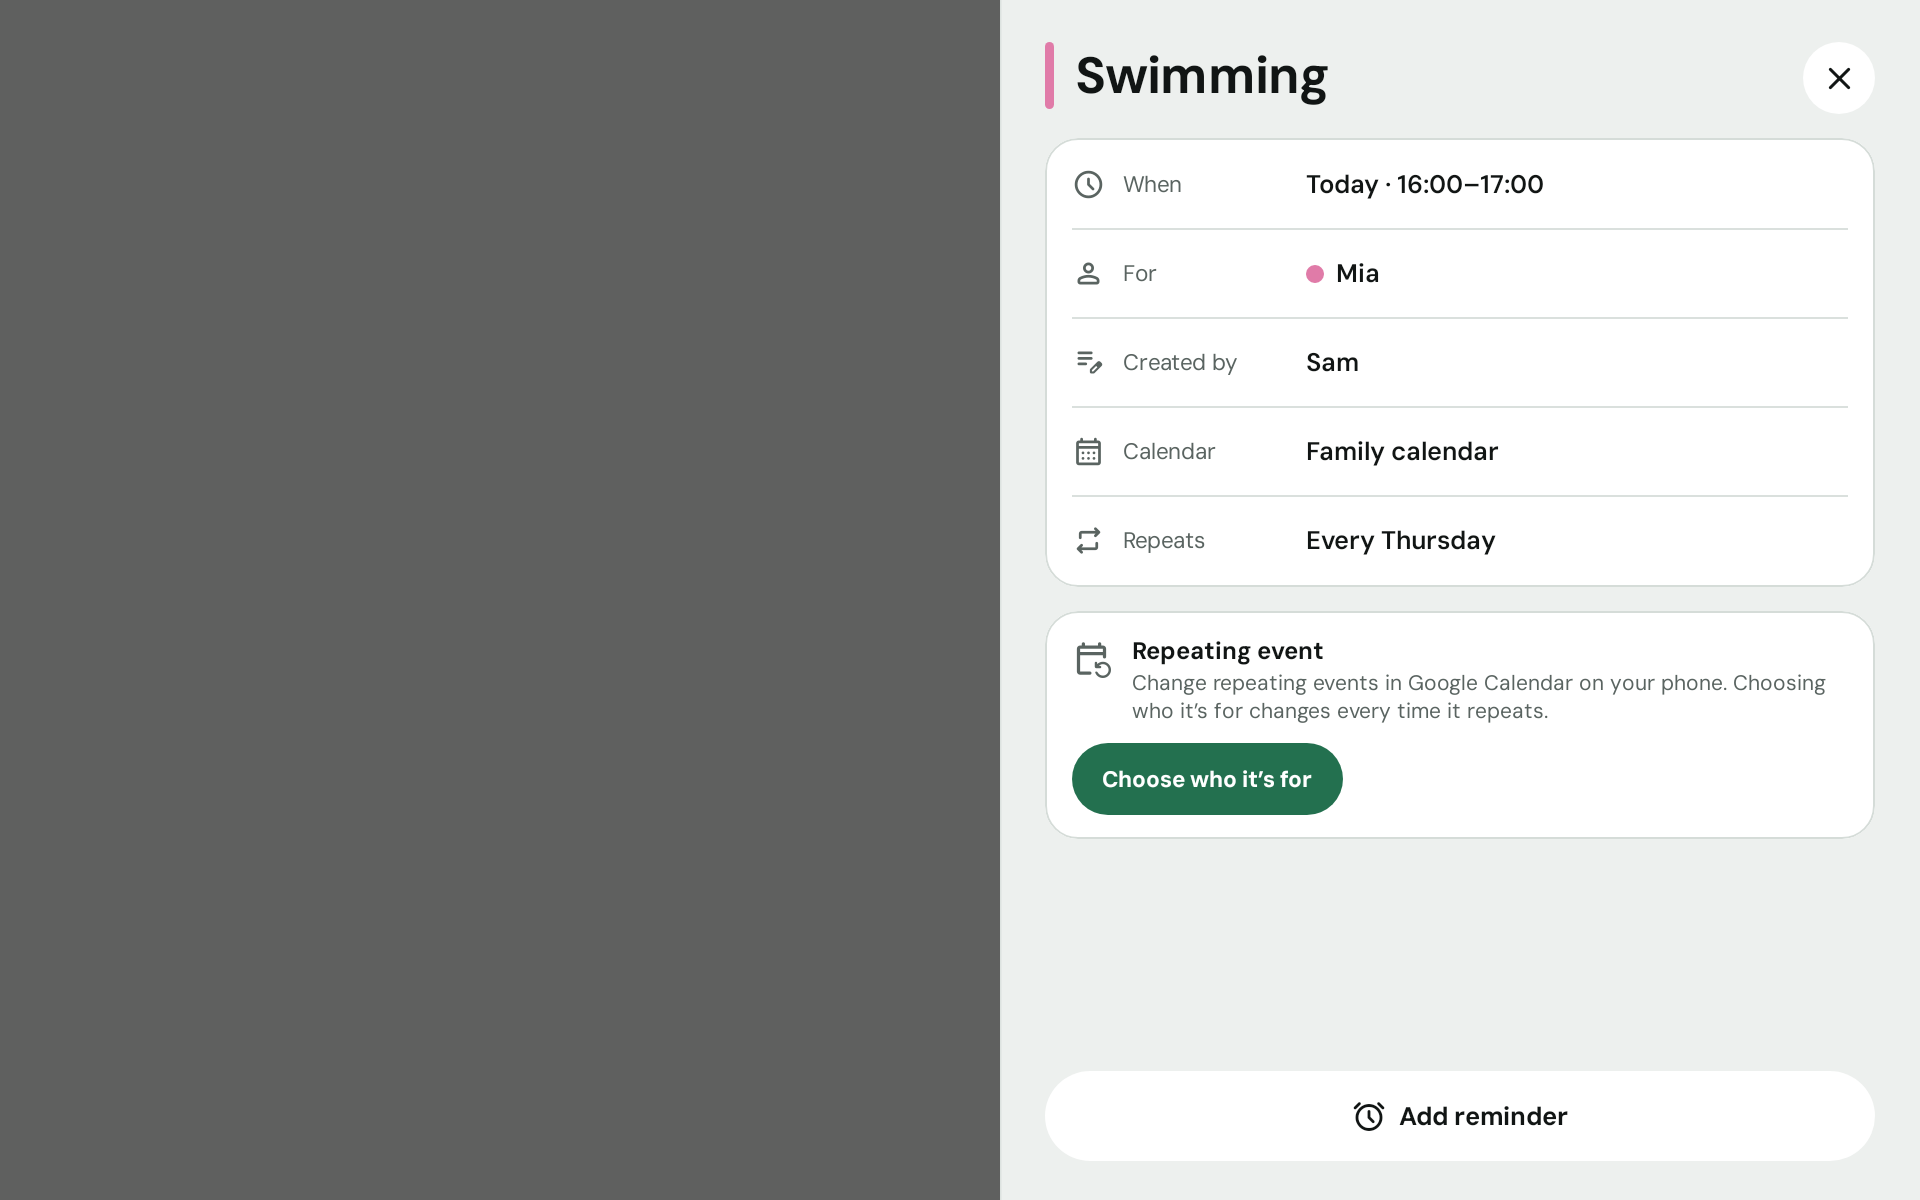 Swimming
When
Today · 16:00–17:00
For
Mia
Created by
Sam
Calendar
Family calendar
Repeats
Every Thursday
Repeating event
Change repeating events in Google Calendar on your phone. Choosing
who it’s for changes every time it repeats.
Choose who it’s for
Add reminder